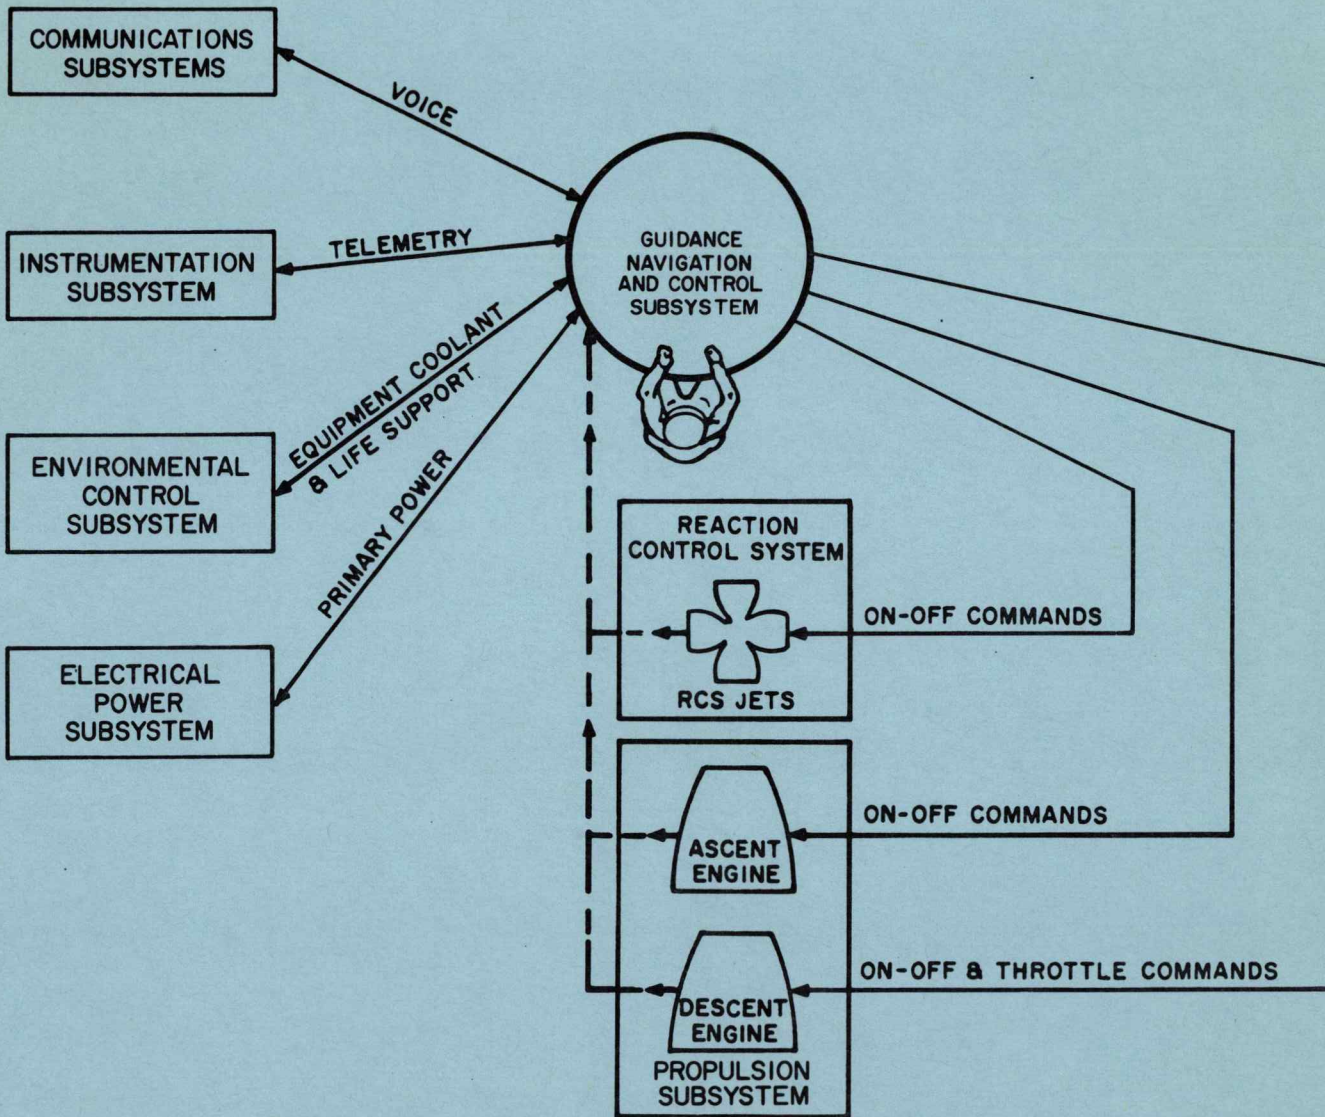 COMMUNICATIONS
SUBSYSTEMS
VOICE
INSTRUMENTATION
SUBSYSTEM
TELEMETRY
GUIDANCE
NAVIGATION
AND CONTROL
SUBSYSTEM
ENVIRONMENTAL
CONTROL
SUBSYSTEM
EQUIPMENT COOLANT
& LIFE SUPPORT
ELECTRICAL
POWER
SUBSYSTEM
PRIMARY POWER
REACTION
CONTROL SYSTEM
RCS JETS
ON-OFF COMMANDS
ASCENT
ENGINE
ON-OFF COMMANDS
DESCENT
ENGINE
ON-OFF & THROTTLE COMMANDS
PROPULSION
SUBSYSTEM